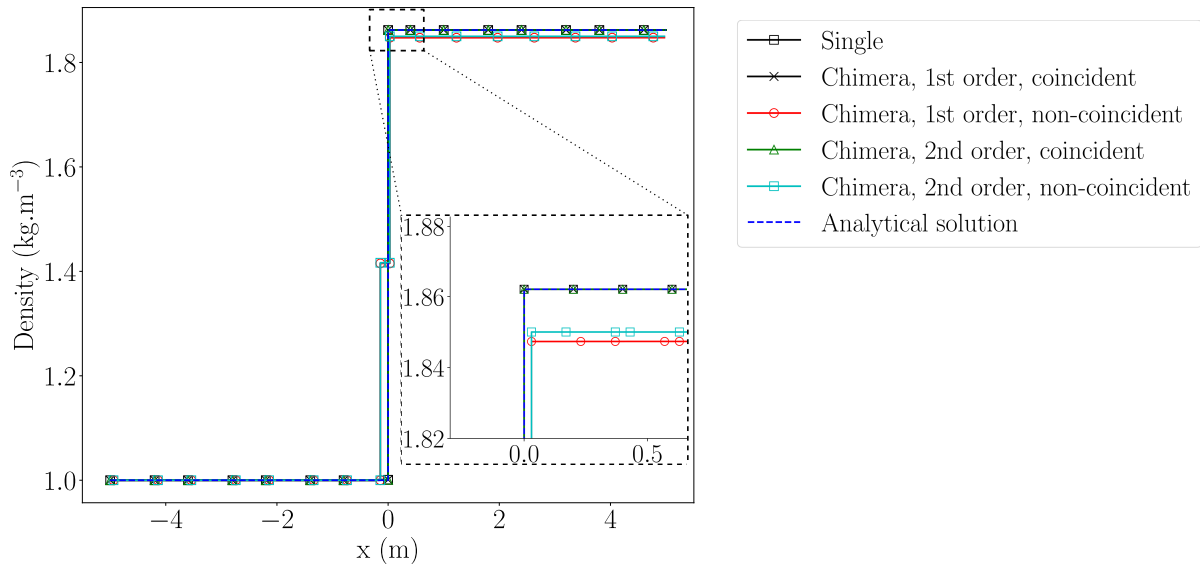 1.8
1.6
1.4
1.2
1.0
Density (kg.m⁻³)
−4
−2
0
2
4
x (m)
1.88
1.86
1.84
1.82
0.0
0.5
Single
Chimera, 1st order, coincident
Chimera, 1st order, non-coincident
Chimera, 2nd order, coincident
Chimera, 2nd order, non-coincident
Analytical solution